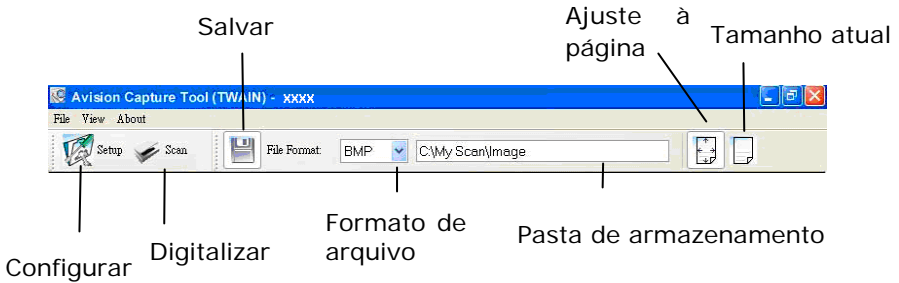 Salvar
Ajuste à
página
Tamanho atual
Avision Capture Tool (TWAIN) - xxxx
File View About
Setup Scan File Format: BMP C:\My Scan\Image
Formato de
arquivo
Pasta de armazenamento
Digitalizar
Configurar